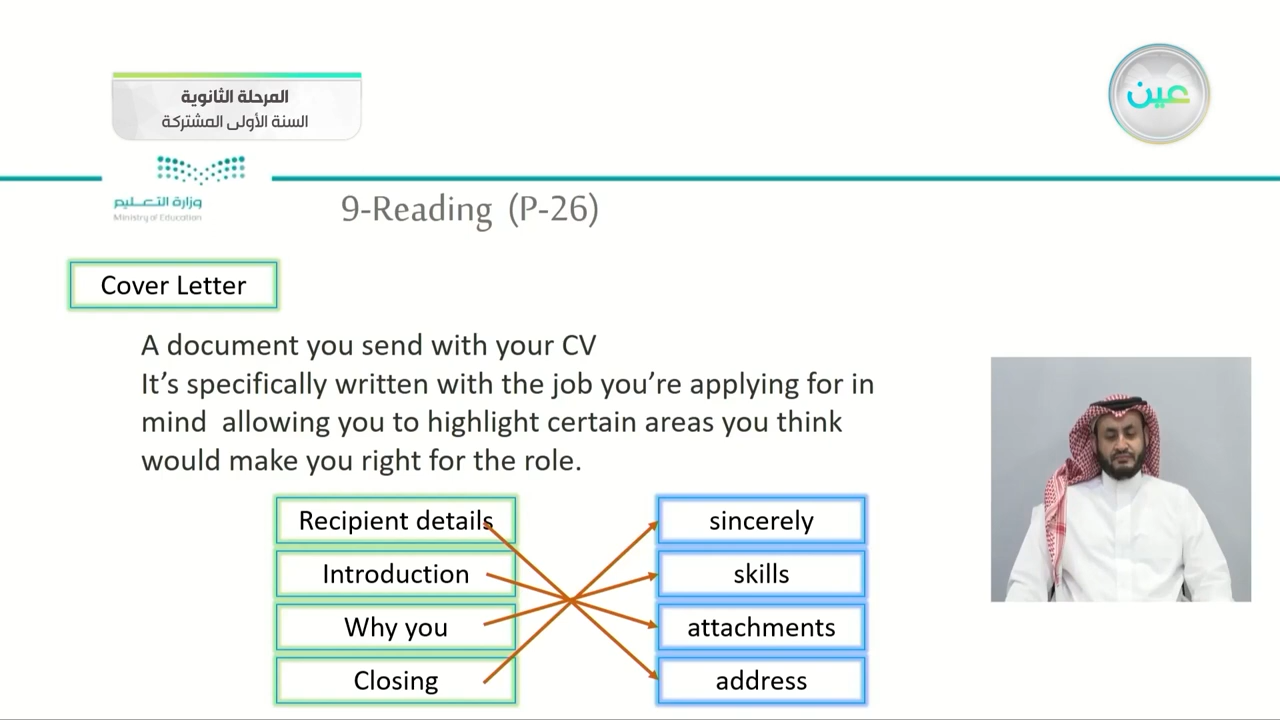 المرحلة الثانوية
السنة الأولى المشتركة
عين
وزارة التعـــليم
Ministry of Education
9-Reading (P-26)
Cover Letter
A document you send with your CV
It’s specifically written with the job you’re applying for in
mind allowing you to highlight certain areas you think
would make you right for the role.
Recipient details
sincerely
Introduction
skills
Why you
attachments
Closing
address